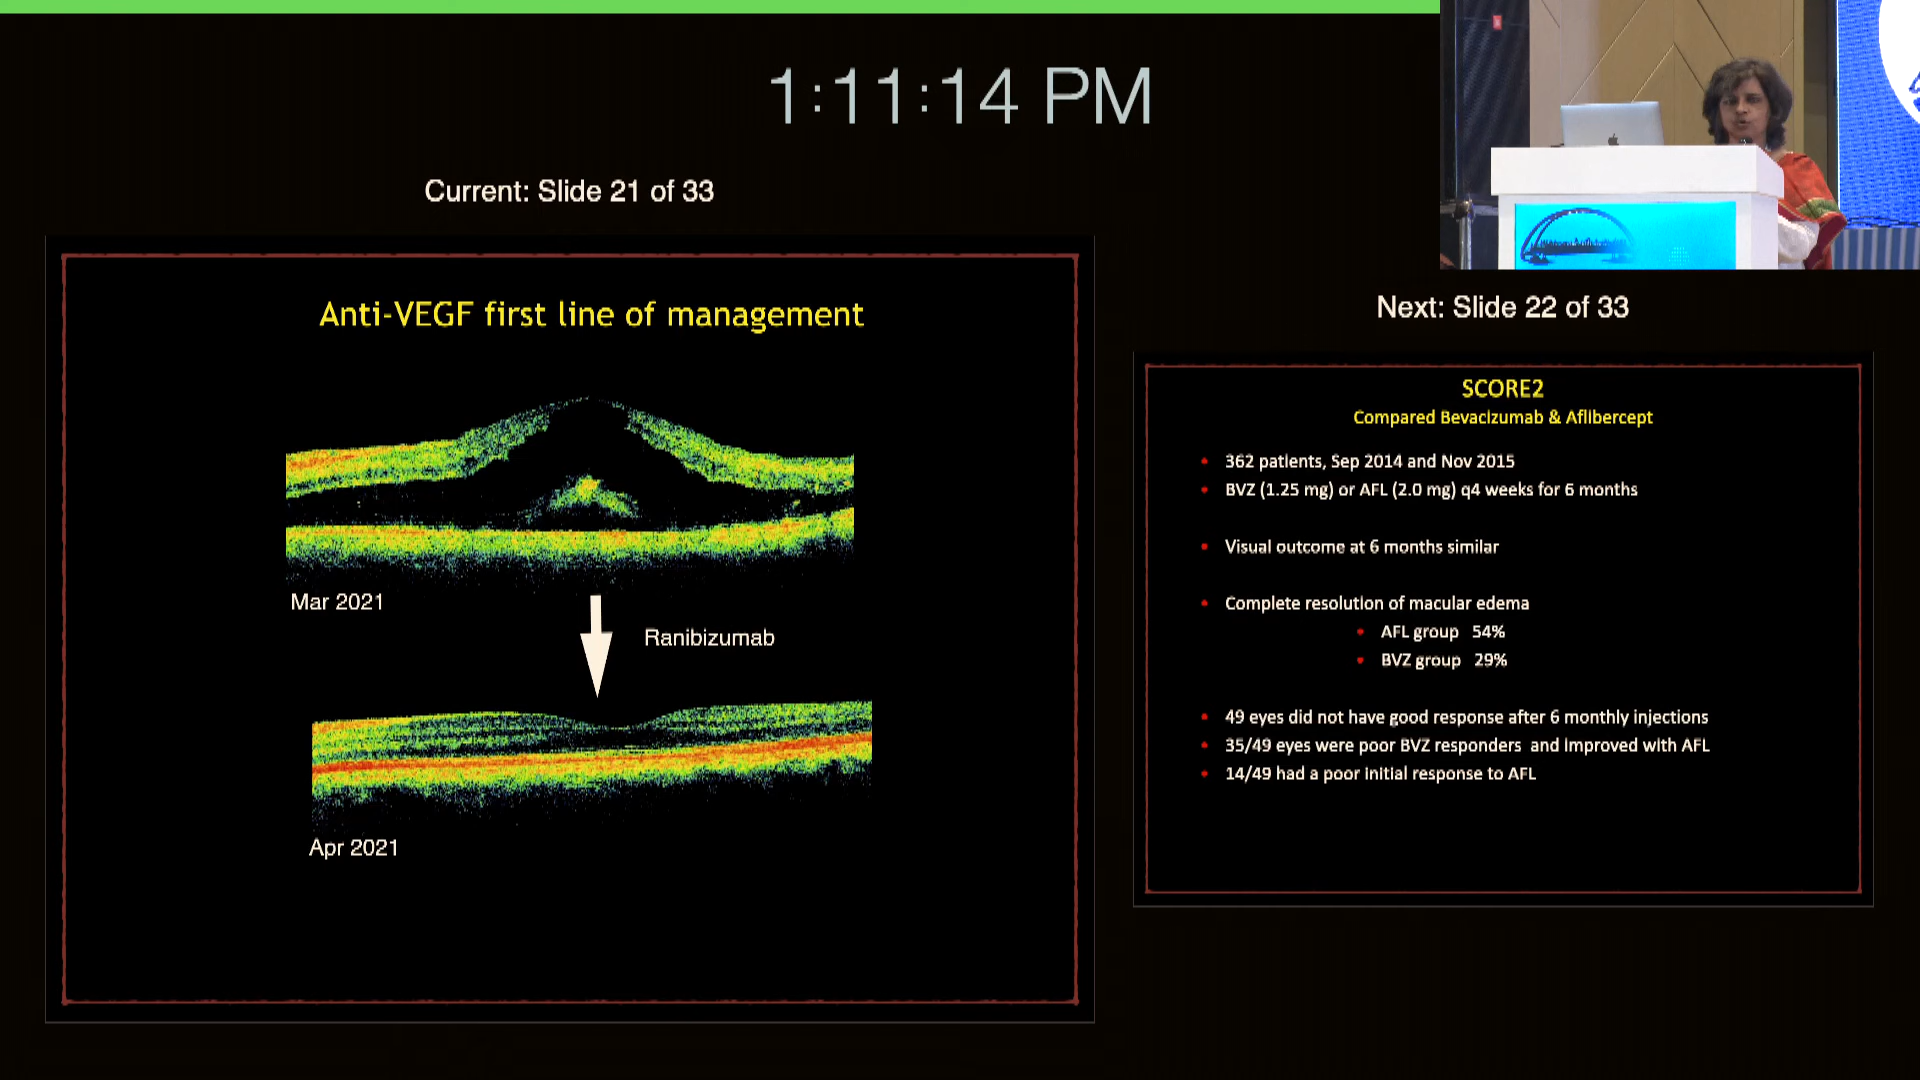 1:11:14 PM
Current: Slide 21 of 33
Anti-VEGF first line of management
Mar 2021
Ranibizumab
Apr 2021
Next: Slide 22 of 33
SCORE2
Compared Bevacizumab & Aflibercept
• 362 patients, Sep 2014 and Nov 2015
• BVZ (1.25 mg) or AFL (2.0 mg) q4 weeks for 6 months
• Visual outcome at 6 months similar
• Complete resolution of macular edema
• AFL group 54%
• BVZ group 29%
• 49 eyes did not have good response after 6 monthly injections
• 35/49 eyes were poor BVZ responders and improved with AFL
• 14/49 had a poor initial response to AFL